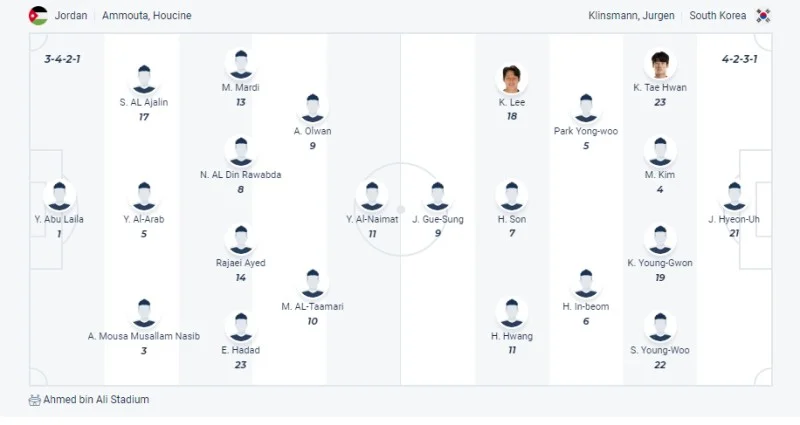 Jordan Ammouta, Houcine
Klinsmann, Jurgen South Korea
3-4-2-1
4-2-3-1
S. AL Ajalin
17
M. Mardi
13
A. Olwan
9
N. AL Din Rawabda
8
Y. Abu Laila
1
Y. Al-Arab
5
Rajaei Ayed
14
Y. Al-Naimat
11
M. AL-Taamari
10
A. Mousa Musallam Nasib
3
E. Hadad
23
K. Lee
18
K. Tae Hwan
23
Park Yong-woo
5
M. Kim
4
J. Gue-Sung
9
H. Son
7
J. Hyeon-Uh
21
K. Young-Gwon
19
H. In-beom
6
H. Hwang
11
S. Young-Woo
22
Ahmed bin Ali Stadium